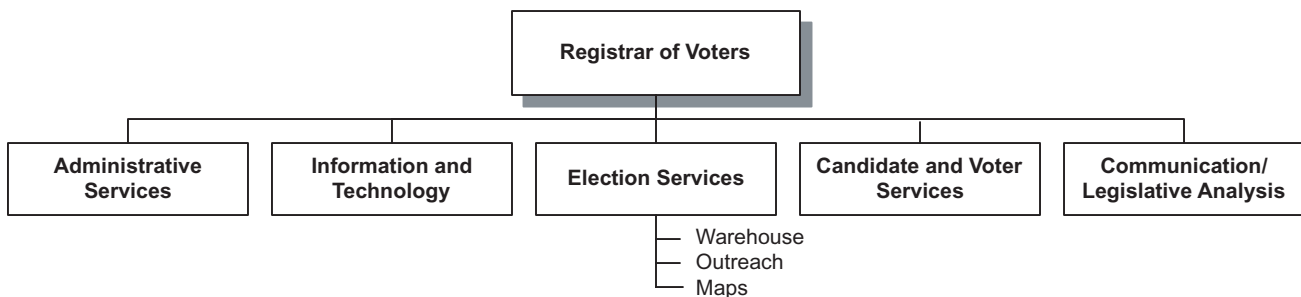 Registrar of Voters
Administrative
Services
Information and
Technology
Election Services
Candidate and Voter
Services
Communication/
Legislative Analysis
Warehouse
Outreach
Maps